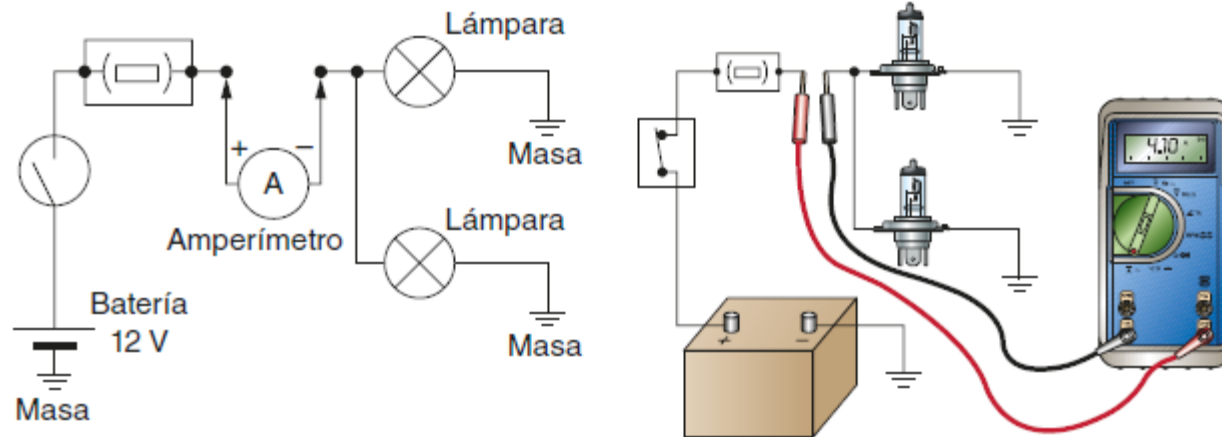 Lámpara
+
−
A
Masa
Amperímetro
Lámpara
Batería
12 V
Masa
Masa
4.10
+
−